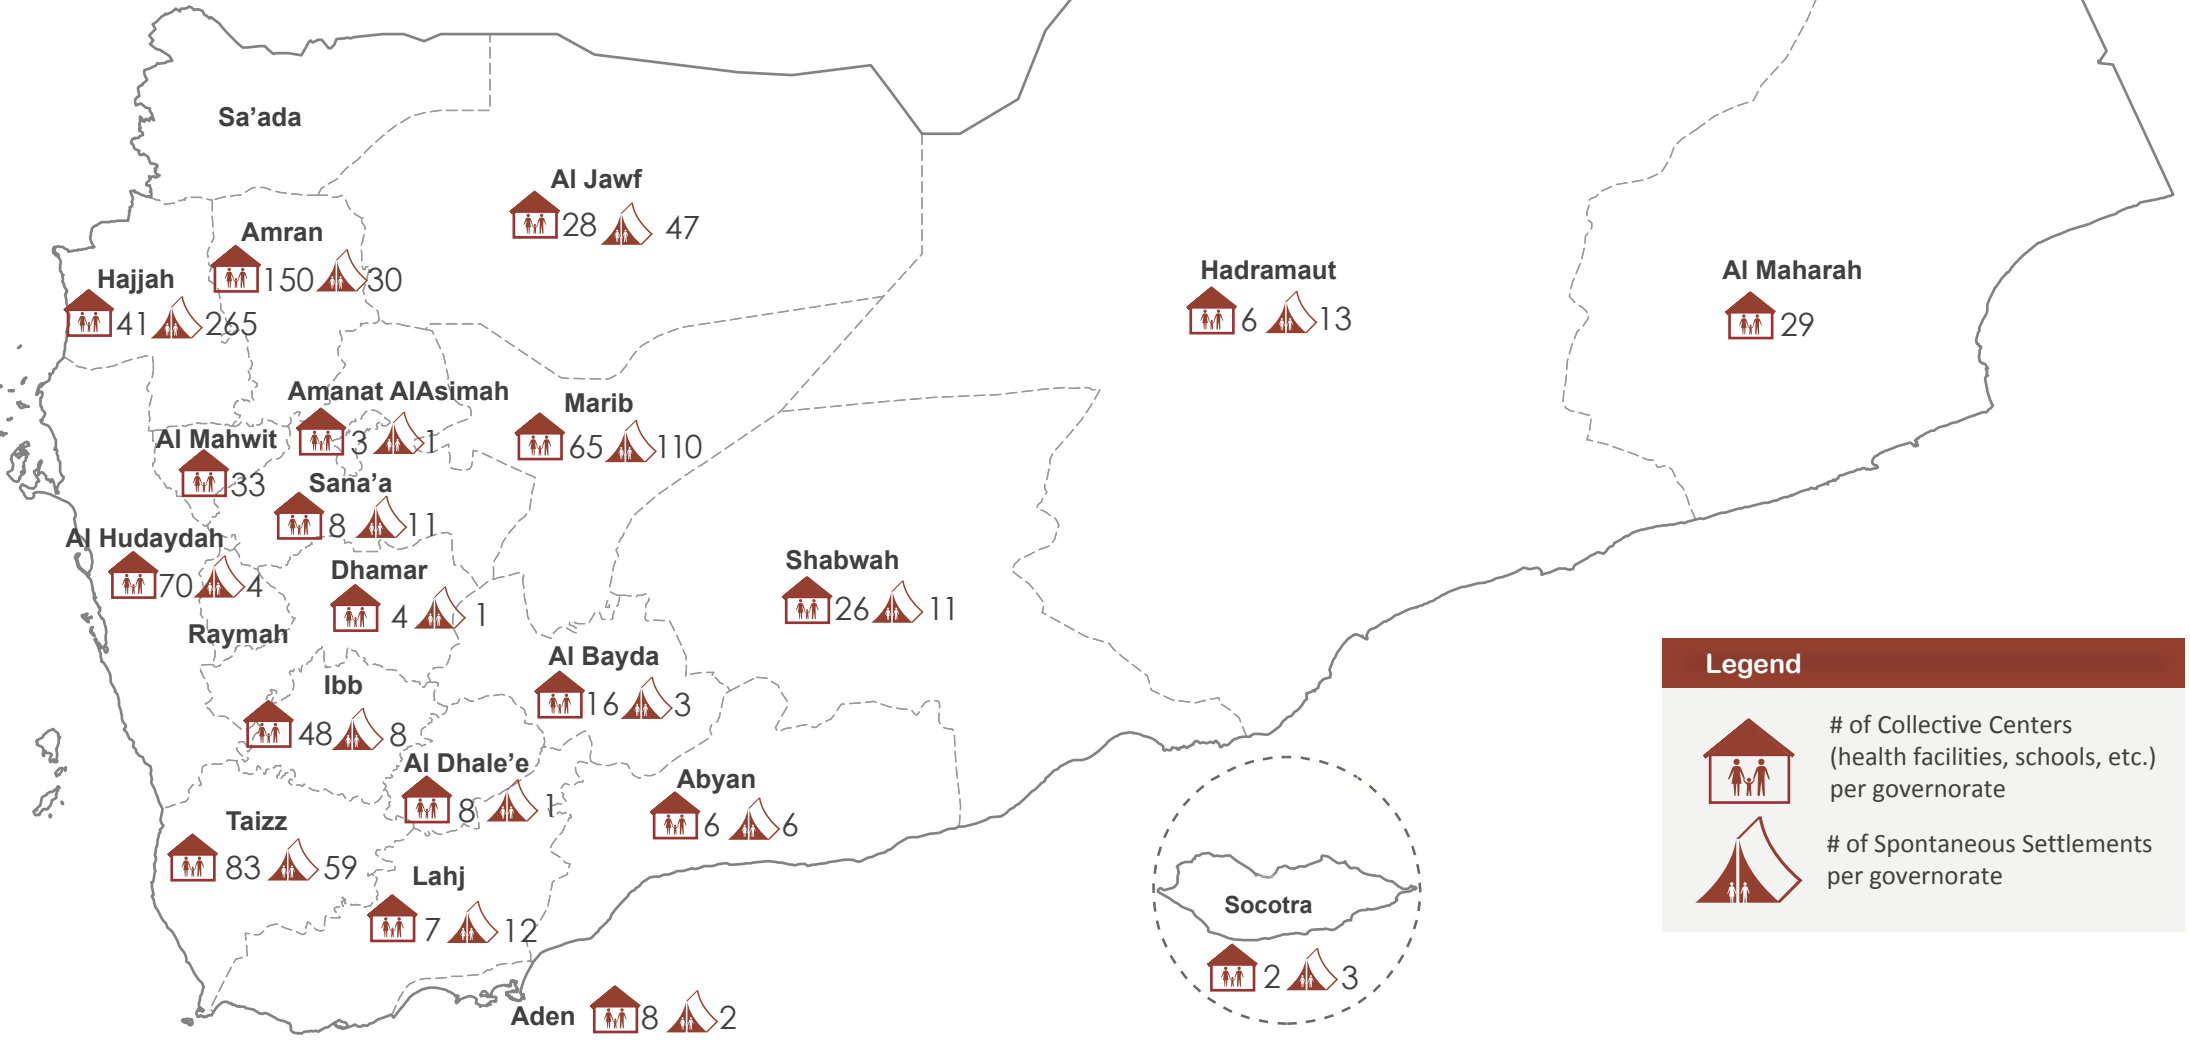 Sa’ada
Al Jawf
28 47
Amran
150 30
Hajjah
41 265
Hadramaut
6 13
Al Maharah
29
Amanat AlAsimah
3 1
Marib
65 110
Al Mahwit
33
Sana’a
8 11
Al Hudaydah
70 4
Dhamar
4 1
Shabwah
26 11
Raymah
Al Bayda
16 3
Ibb
48 8
Al Dhale’e
8 1
Abyan
6 6
Taizz
83 59
Lahj
7 12
Socotra
2 3
Aden 8 2
Legend
# of Collective Centers
(health facilities, schools, etc.)
per governorate
# of Spontaneous Settlements
per governorate